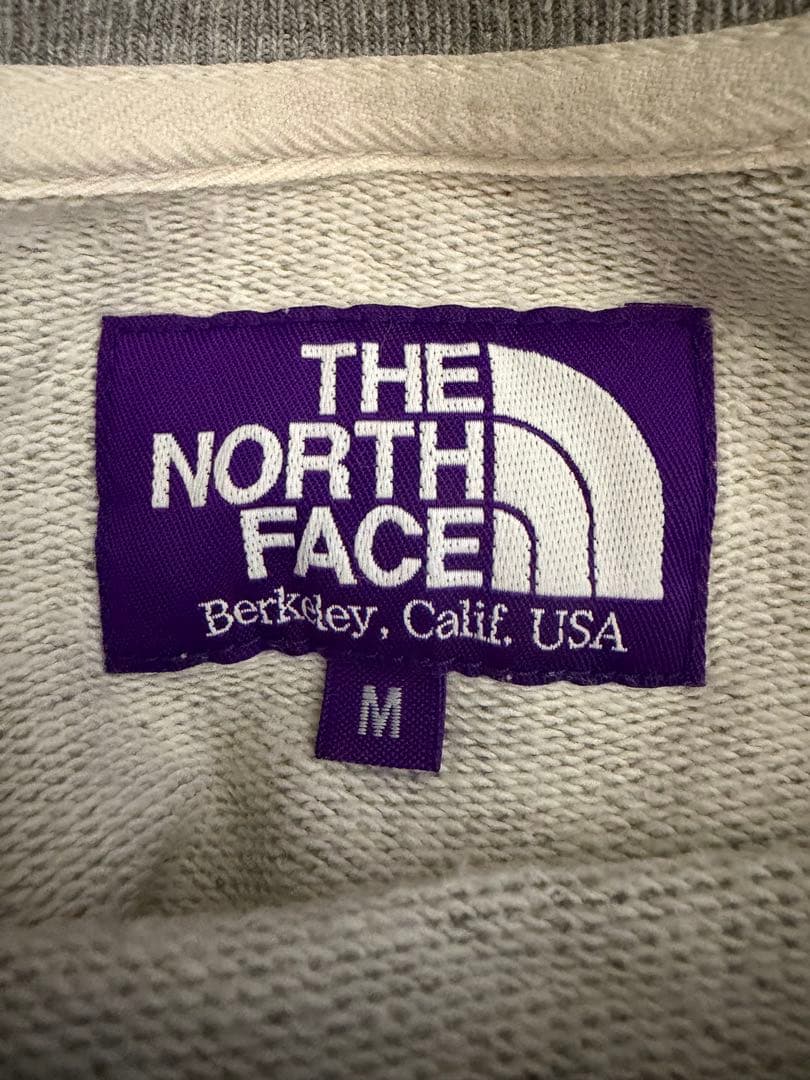 THE
NORTH
FACE
Berkeley, Calif. USA
M